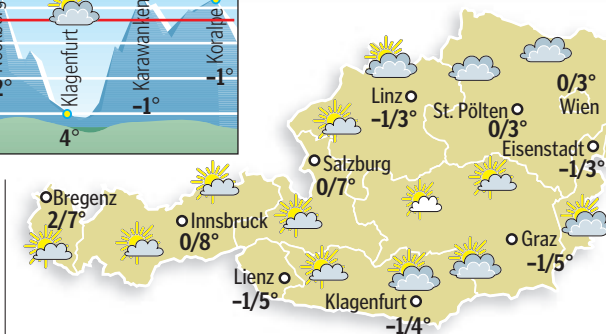 Klagenfurt
4°
Karawanken
–1°
Koralpe
–1°
Linz
–1/3°
St. Pölten
0/3°
0/3°
Wien
Eisenstadt
–1/3°
Salzburg
0/7°
Bregenz
2/7°
Innsbruck
0/8°
Graz
–1/5°
Lienz
–1/5°
Klagenfurt
–1/4°